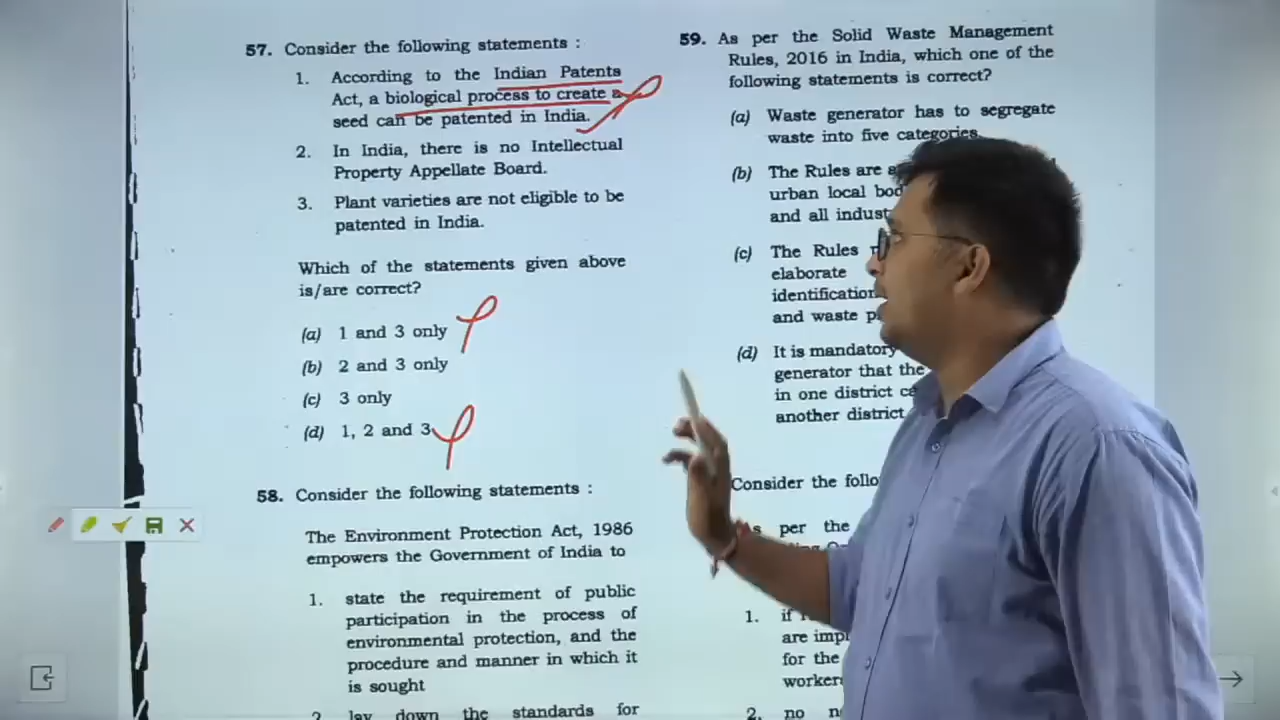 57. Consider the following statements :
1. According to the Indian Patents
Act, a biological process to create a
seed can be patented in India.
2. In India, there is no Intellectual
Property Appellate Board.
3. Plant varieties are not eligible to be
patented in India.
Which of the statements given above
is/are correct?
(a) 1 and 3 only
(b) 2 and 3 only
(c) 3 only
(d) 1, 2 and 3
58. Consider the following statements :
The Environment Protection Act, 1986
empowers the Government of India to
1. state the requirement of public
participation in the process of
environmental protection, and the
procedure and manner in which it
is sought
2. lay down the standards for
59. As per the Solid Waste Management
Rules, 2016 in India, which one of the
following statements is correct?
(a) Waste generator has to segregate
waste into five categories.
(b) The Rules are
urban local
and all
(c) The Rules
elaborate
identification
and waste
(d) It is mandatory
generator that the
in one district
another district
Consider the
per the
1. if
are
for the
2. no